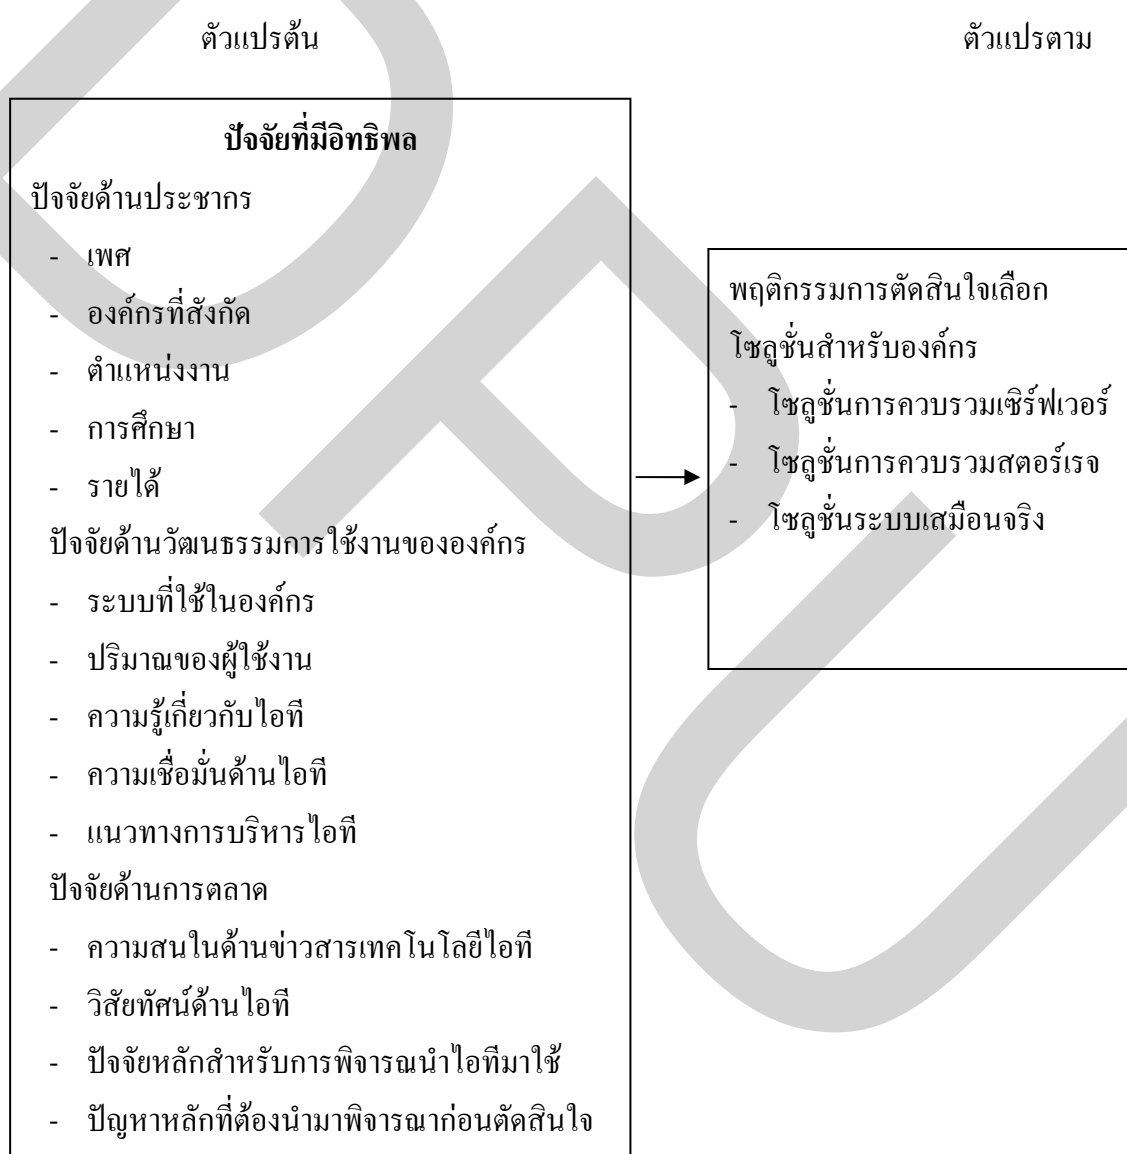 ตัวแปรต้น
ตัวแปรตาม
ปัจจัยที่มีอิทธิพล
ปัจจัยด้านประชากร
- เพศ
- องค์กรที่สังกัด
- ตำแหน่งงาน
- การศึกษา
- รายได้
ปัจจัยด้านวัฒนธรรมการใช้งานขององค์กร
- ระบบที่ใช้ในองค์กร
- ปริมาณของผู้ใช้งาน
- ความรู้เกี่ยวกับไอที
- ความเชื่อมั่นด้านไอที
- แนวทางการบริหารไอที
ปัจจัยด้านการตลาด
- ความสนในด้านข่าวสารเทคโนโลยีไอที
- วิสัยทัศน์ด้านไอที
- ปัจจัยหลักสำหรับการพิจารณนำไอทีมาใช้
- ปัญหาหลักที่ต้องนำมาพิจารณาก่อนตัดสินใจ
พฤติกรรมการตัดสินใจเลือก
โซลูชั่นสำหรับองค์กร
- โซลูชั่นการควบรวมเซิร์ฟเวอร์
- โซลูชั่นการควบรวมสตอร์เรจ
- โซลูชั่นระบบเสมือนจริง
DPU